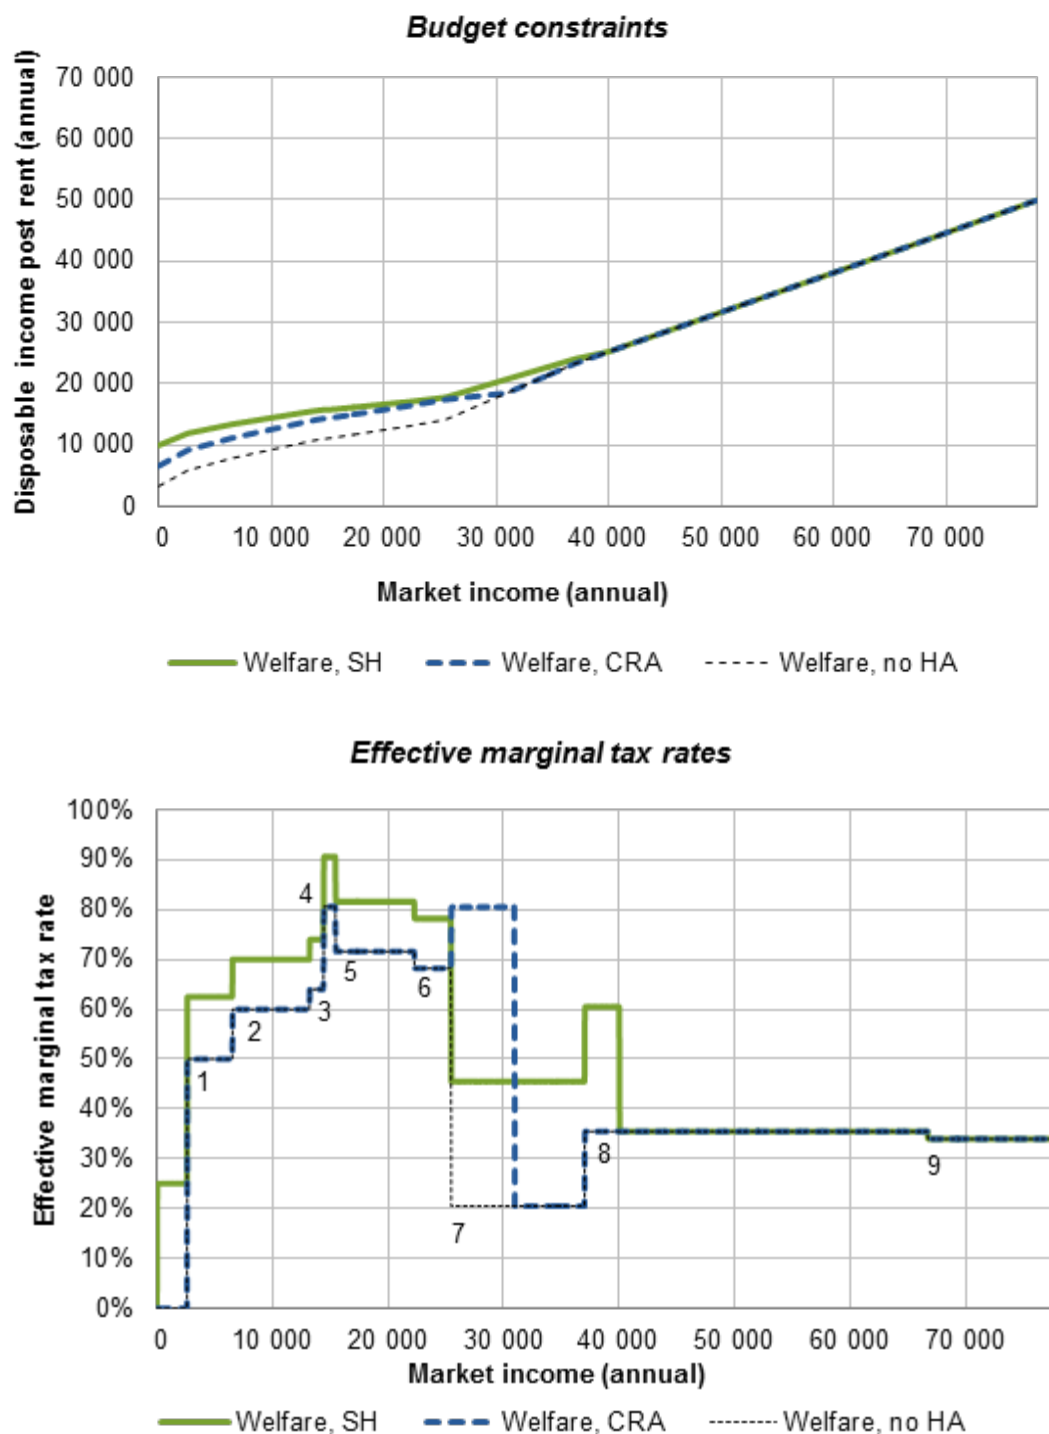 Budget constraints
Disposable income post rent (annual)
70 000
60 000
50 000
40 000
30 000
20 000
10 000
0
0 10 000 20 000 30 000 40 000 50 000 60 000 70 000
Market income (annual)
Welfare, SH Welfare, CRA Welfare, no HA
Effective marginal tax rates
Effective marginal tax rate
100%
90%
80%
70%
60%
50%
40%
30%
20%
10%
0%
1
2
3
4
5
6
7
8
9
0 10 000 20 000 30 000 40 000 50 000 60 000 70 000
Market income (annual)
Welfare, SH Welfare, CRA Welfare, no HA